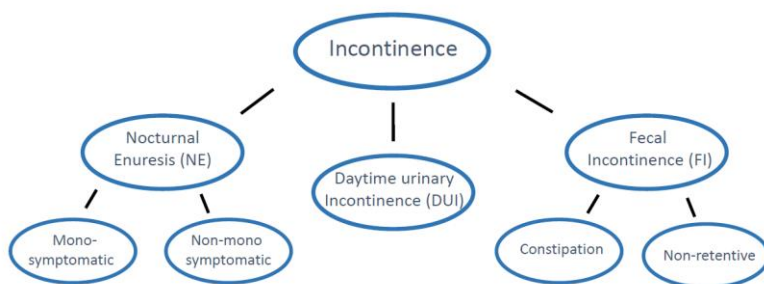 Incontinence
Nocturnal
Enuresis (NE)
Daytime urinary
Incontinence (DUI)
Fecal
Incontinence (FI)
Mono-
symptomatic
Non-mono
symptomatic
Constipation
Non-retentive